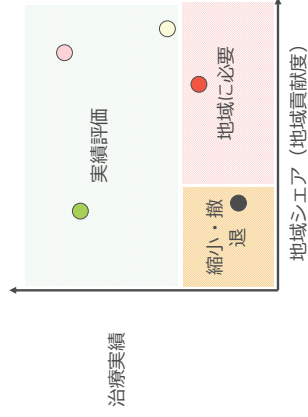 治療実績
実績評価
縮小・撤
退
地域に必要
地域シェア（地域貢献度）